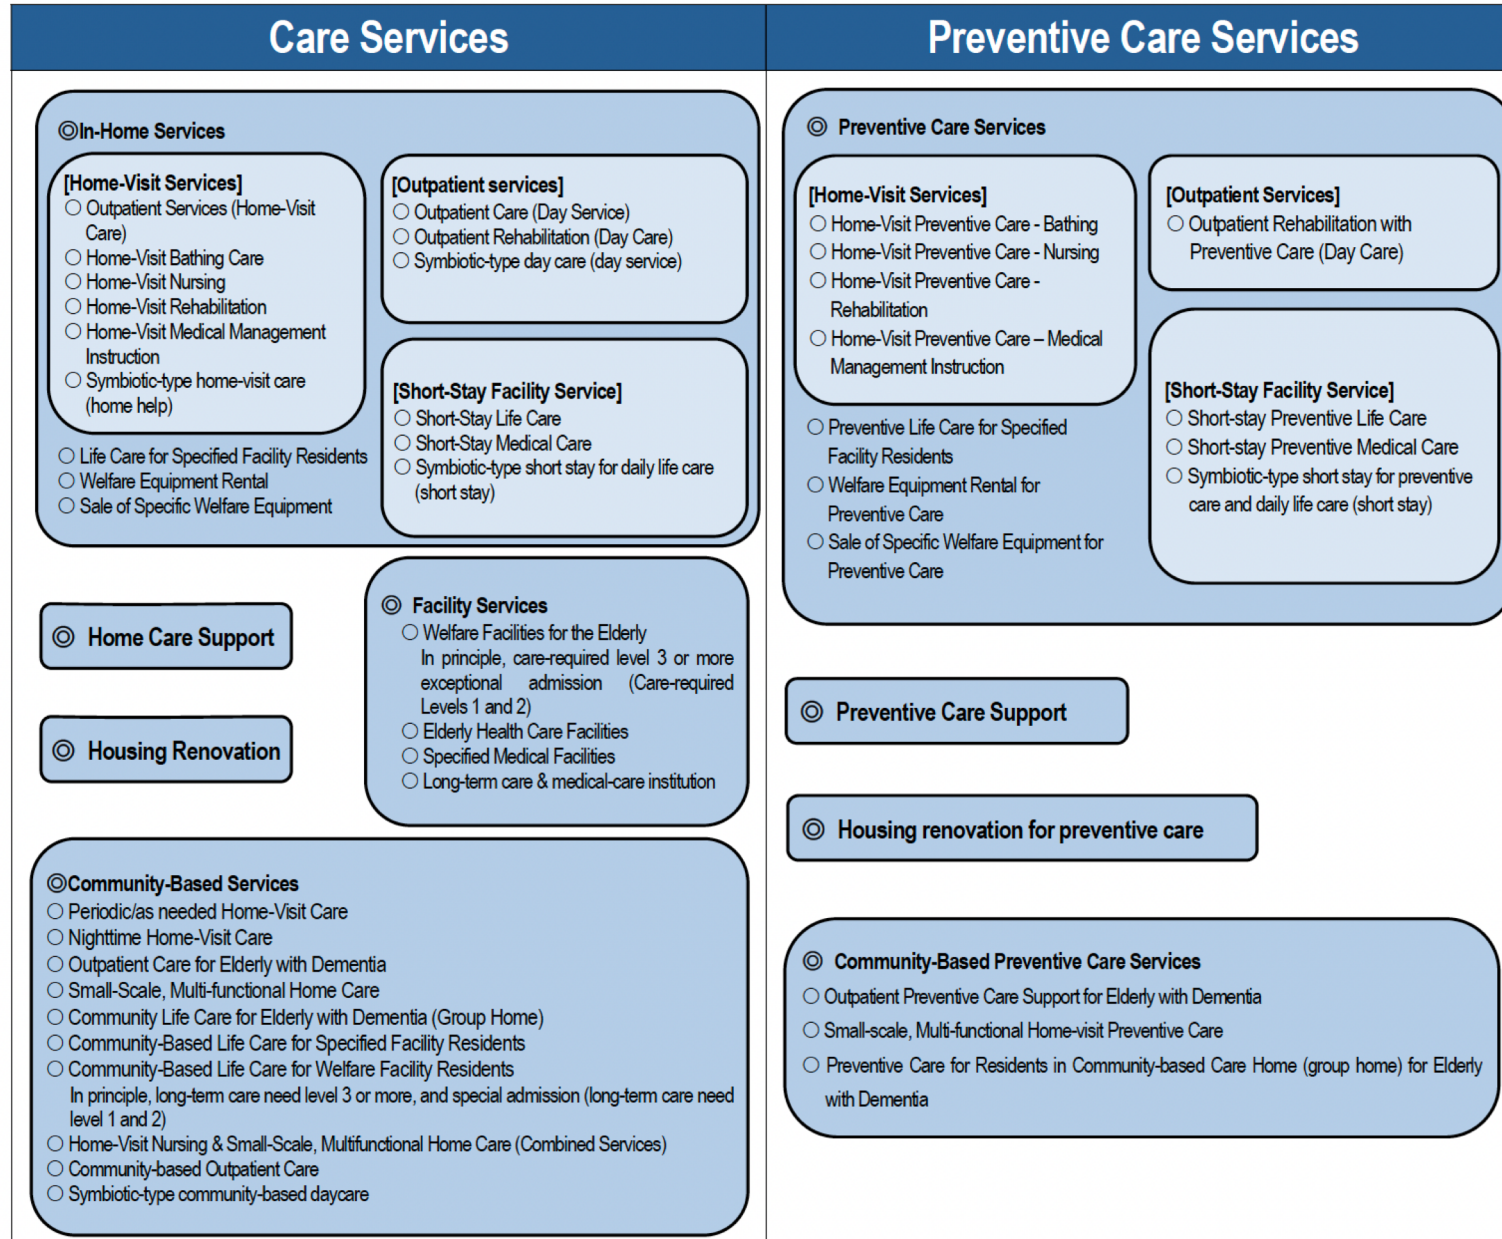 Care Services
◎In-Home Services
[Home-Visit Services]
○ Outpatient Services (Home-Visit
Care)
○ Home-Visit Bathing Care
○ Home-Visit Nursing
○ Home-Visit Rehabilitation
○ Home-Visit Medical Management
Instruction
○ Symbiotic-type home-visit care
(home help)
○ Life Care for Specified Facility Residents
○ Welfare Equipment Rental
○ Sale of Specific Welfare Equipment
[Outpatient services]
○ Outpatient Care (Day Service)
○ Outpatient Rehabilitation (Day Care)
○ Symbiotic-type day care (day service)
[Short-Stay Facility Service]
○ Short-Stay Life Care
○ Short-Stay Medical Care
○ Symbiotic-type short stay for daily life care
(short stay)
◎ Home Care Support
◎ Housing Renovation
◎ Facility Services
○ Welfare Facilities for the Elderly
In principle, care-required level 3 or more
exceptional admission (Care-required
Levels 1 and 2)
○ Elderly Health Care Facilities
○ Specified Medical Facilities
○ Long-term care & medical-care institution
◎Community-Based Services
○ Periodic/as needed Home-Visit Care
○ Nighttime Home-Visit Care
○ Outpatient Care for Elderly with Dementia
○ Small-Scale, Multi-functional Home Care
○ Community Life Care for Elderly with Dementia (Group Home)
○ Community-Based Life Care for Specified Facility Residents
○ Community-Based Life Care for Welfare Facility Residents
In principle, long-term care need level 3 or more, and special admission (long-term care need
level 1 and 2)
○ Home-Visit Nursing & Small-Scale, Multifunctional Home Care (Combined Services)
○ Community-based Outpatient Care
○ Symbiotic-type community-based daycare
Preventive Care Services
◎ Preventive Care Services
[Home-Visit Services]
○ Home-Visit Preventive Care - Bathing
○ Home-Visit Preventive Care - Nursing
○ Home-Visit Preventive Care -
Rehabilitation
○ Home-Visit Preventive Care – Medical
Management Instruction
○ Preventive Life Care for Specified
Facility Residents
○ Welfare Equipment Rental for
Preventive Care
○ Sale of Specific Welfare Equipment for
Preventive Care
[Outpatient Services]
○ Outpatient Rehabilitation with
Preventive Care (Day Care)
[Short-Stay Facility Service]
○ Short-stay Preventive Life Care
○ Short-stay Preventive Medical Care
○ Symbiotic-type short stay for preventive
care and daily life care (short stay)
◎ Preventive Care Support
◎ Housing renovation for preventive care
◎ Community-Based Preventive Care Services
○ Outpatient Preventive Care Support for Elderly with Dementia
○ Small-scale, Multi-functional Home-visit Preventive Care
○ Preventive Care for Residents in Community-based Care Home (group home) for Elderly
with Dementia